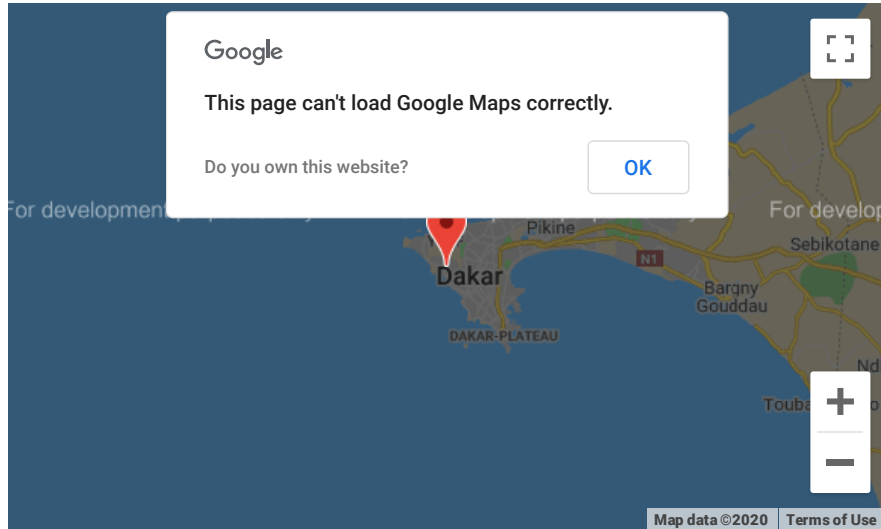 Google
This page can't load Google Maps correctly.
Do you own this website?
OK
For development
For develop
Pikine
Sebikotane
N1
Dakar
Bargny
Gouddau
DAKAR-PLATEAU
Nd
Touba
Map data ©2020
Terms of Use